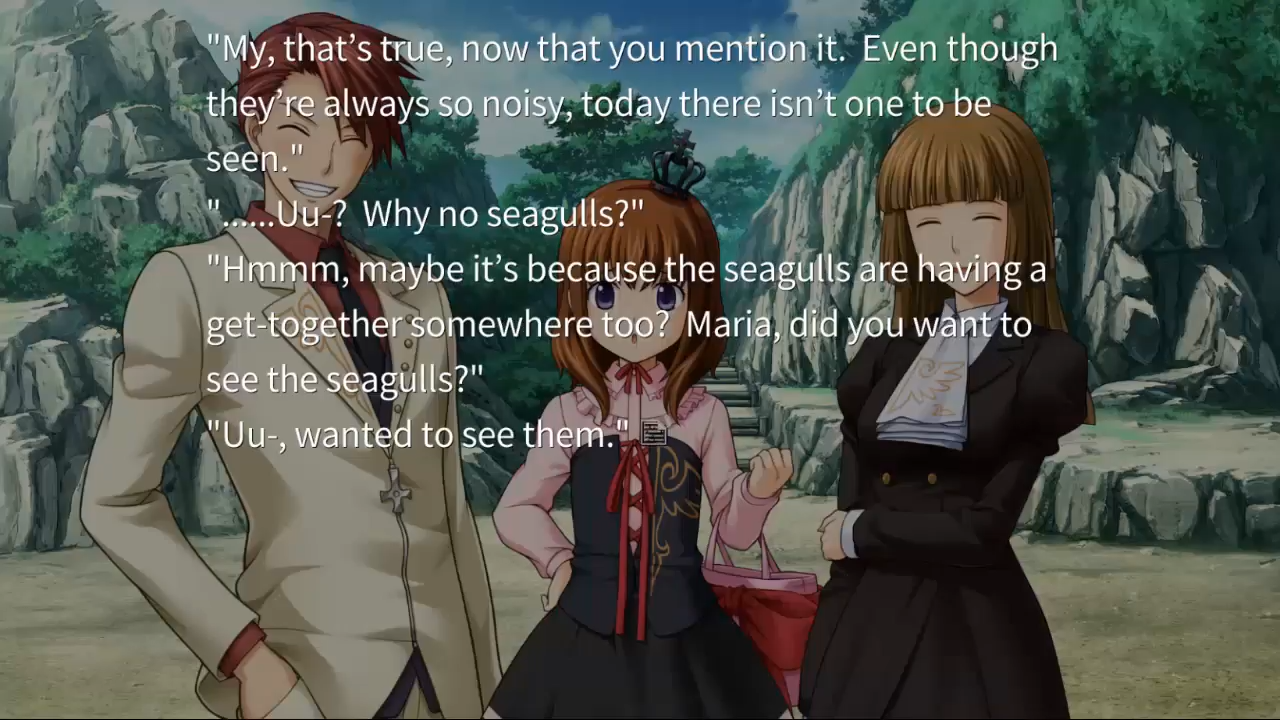 "My, that’s true, now that you mention it.  Even though
they’re always so noisy, today there isn’t one to be
seen."
"......Uu-?  Why no seagulls?"
"Hmmm, maybe it’s because the seagulls are having a
get-together somewhere too?  Maria, did you want to
see the seagulls?"
"Uu-, wanted to see them."